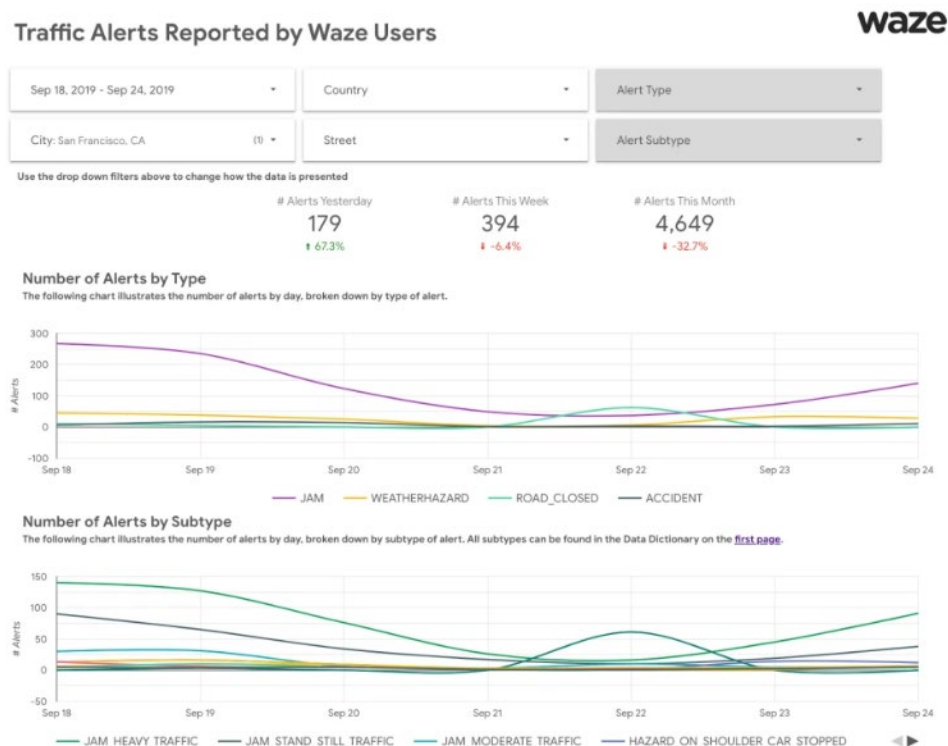 Traffic Alerts Reported by Waze Users
waze
Sep 18, 2019 - Sep 24, 2019
Country
Alert Type
City: San Francisco, CA (1)
Street
Alert Subtype
Use the drop down filters above to change how the data is presented
# Alerts Yesterday
# Alerts This Week
# Alerts This Month
179
394
4,649
67.3%
-6.4%
-32.7%
Number of Alerts by Type
The following chart illustrates the number of alerts by day, broken down by type of alert.
# Alerts
300
200
100
0
-100
Sep 18 Sep 19 Sep 20 Sep 21 Sep 22 Sep 23 Sep 24
JAM WEATHERHAZARD ROAD_CLOSED ACCIDENT
Number of Alerts by Subtype
The following chart illustrates the number of alerts by day, broken down by subtype of alert. All subtypes can be found in the Data Dictionary on the first page.
# Alerts
150
100
50
0
-50
Sep 18 Sep 19 Sep 20 Sep 21 Sep 22 Sep 23 Sep 24
JAM HEAVY TRAFFIC JAM STAND STILL TRAFFIC JAM MODERATE TRAFFIC HAZARD ON SHOULDER CAR STOPPED